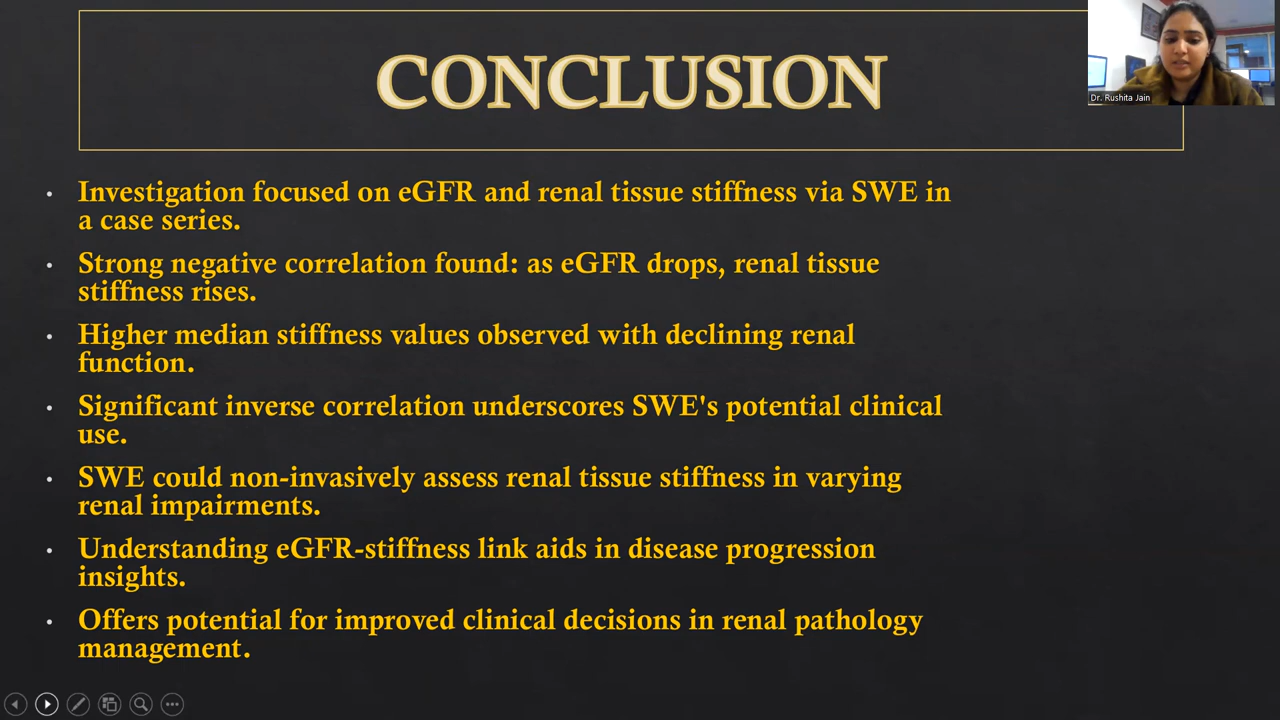 CONCLUSION
Dr. Rushita Jain
• Investigation focused on eGFR and renal tissue stiffness via SWE in
a case series.
• Strong negative correlation found: as eGFR drops, renal tissue
stiffness rises.
• Higher median stiffness values observed with declining renal
function.
• Significant inverse correlation underscores SWE's potential clinical
use.
• SWE could non-invasively assess renal tissue stiffness in varying
renal impairments.
• Understanding eGFR-stiffness link aids in disease progression
insights.
• Offers potential for improved clinical decisions in renal pathology
management.